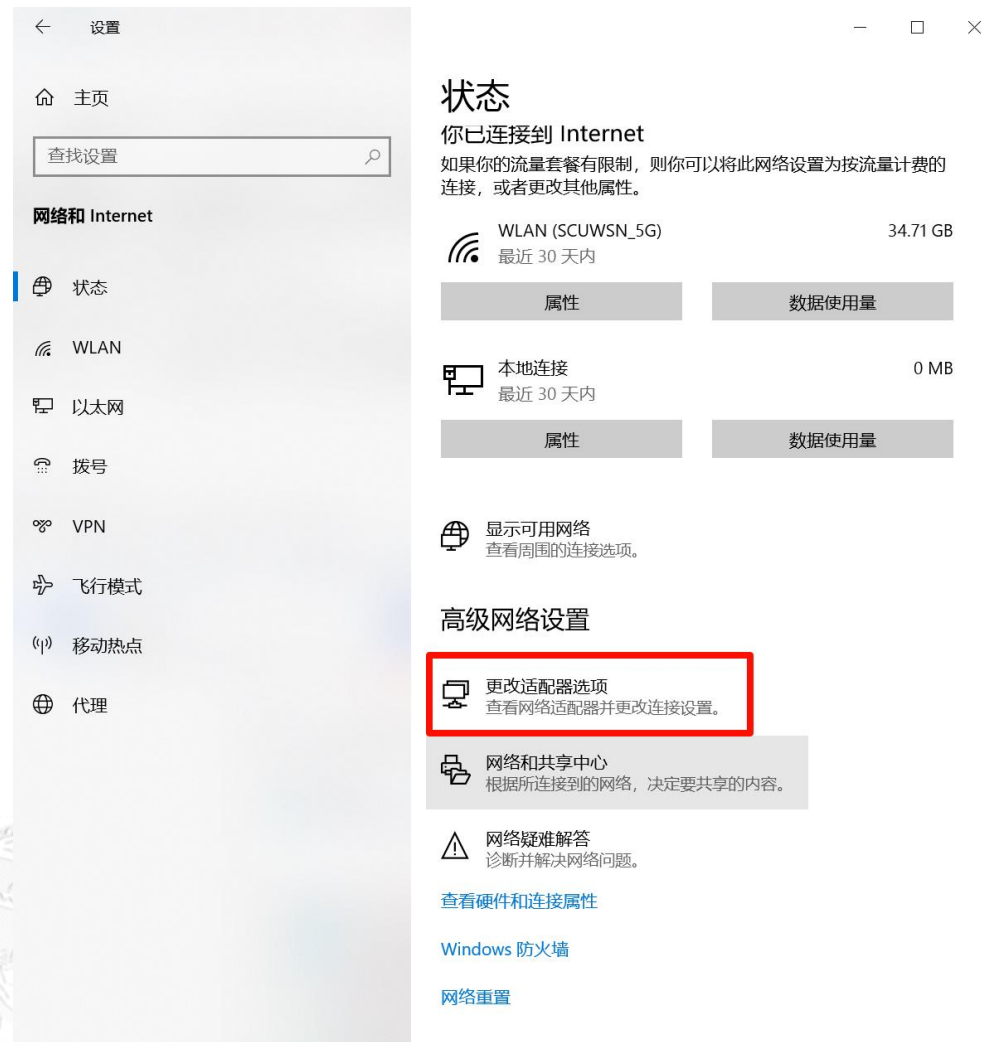 设置
主页
查找设置
网络和 Internet
状态
WLAN
以太网
拨号
VPN
飞行模式
移动热点
代理
状态
你已连接到 Internet
如果你的流量套餐有限制，则你可以将此网络设置为按流量计费的
连接，或者更改其他属性。
WLAN (SCUWSN_5G)
34.71 GB
最近 30 天内
属性
数据使用量
本地连接
0 MB
最近 30 天内
属性
数据使用量
显示可用网络
查看周围的连接选项。
高级网络设置
更改适配器选项
查看网络适配器并更改连接设置。
网络和共享中心
根据所连接到的网络，决定要共享的内容。
网络疑难解答
诊断并解决网络问题。
查看硬件和连接属性
Windows 防火墙
网络重置